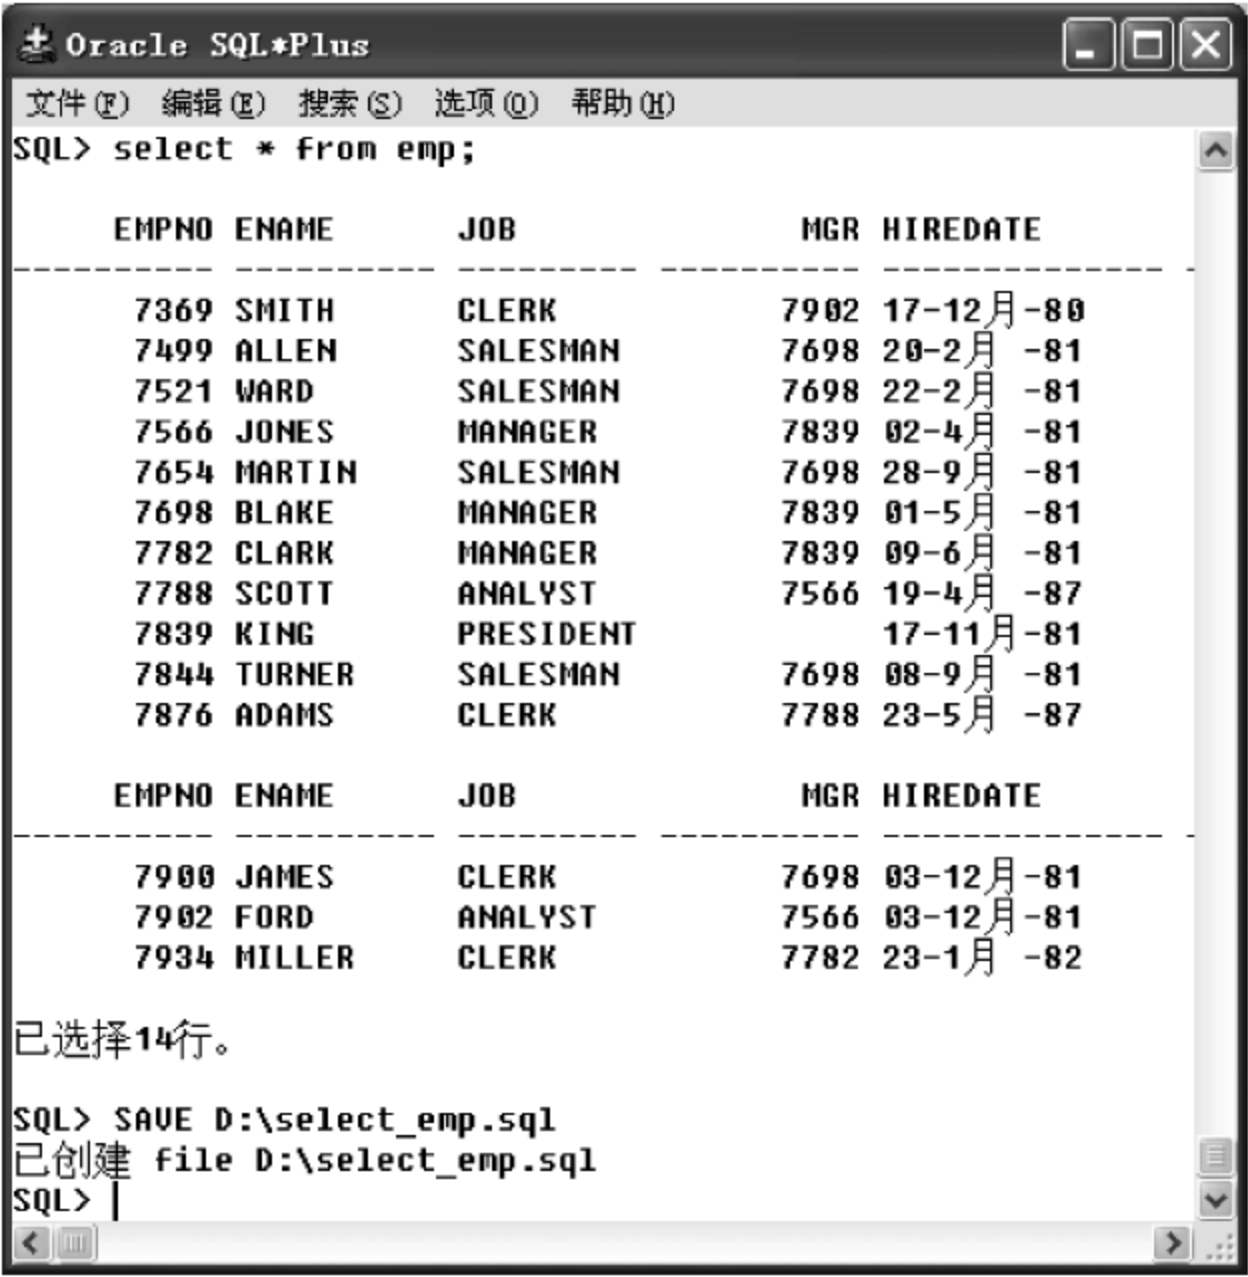 Oracle SQL*Plus
文件(F) 编辑(E) 搜索(S) 选项(O) 帮助(H)
SQL> select * from emp;
EMPNO ENAME JOB MGR HIREDATE
---------- ---------- --------- ---------- -------------- -
7369 SMITH CLERK 7902 17-12月-80
7499 ALLEN SALESMAN 7698 20-2月 -81
7521 WARD SALESMAN 7698 22-2月 -81
7566 JONES MANAGER 7839 02-4月 -81
7654 MARTIN SALESMAN 7698 28-9月 -81
7698 BLAKE MANAGER 7839 01-5月 -81
7782 CLARK MANAGER 7839 09-6月 -81
7788 SCOTT ANALYST 7566 19-4月 -87
7839 KING PRESIDENT 17-11月-81
7844 TURNER SALESMAN 7698 08-9月 -81
7876 ADAMS CLERK 7788 23-5月 -87
EMPNO ENAME JOB MGR HIREDATE
---------- ---------- --------- ---------- -------------- -
7900 JAMES CLERK 7698 03-12月-81
7902 FORD ANALYST 7566 03-12月-81
7934 MILLER CLERK 7782 23-1月 -82
已选择14行。
SQL> SAVE D:\select_emp.sql
已创建 file D:\select_emp.sql
SQL>